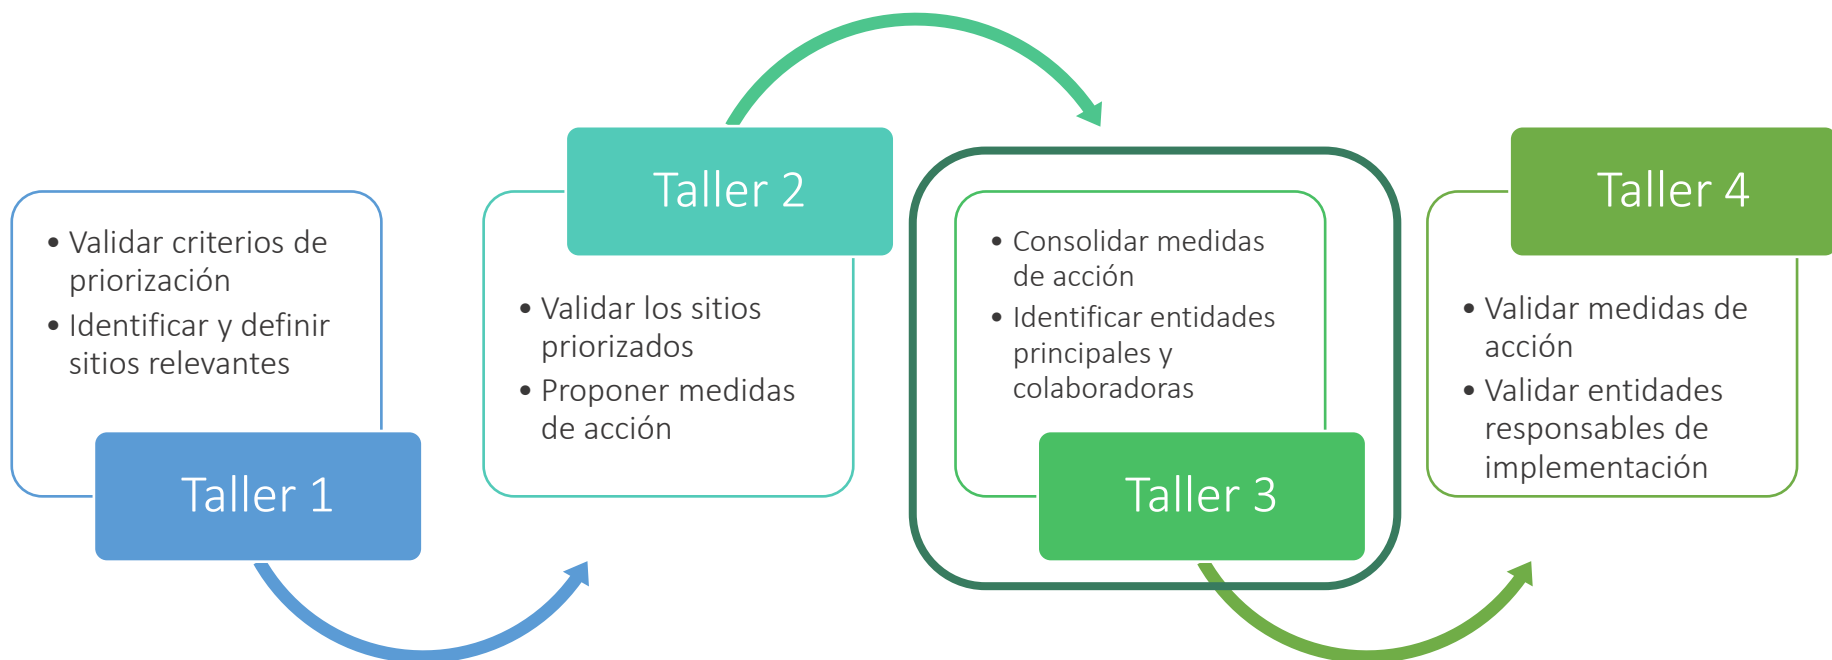 • Validar criterios de
priorización
• Identificar y definir
sitios relevantes
Taller 1
Taller 2
• Validar los sitios
priorizados
• Proponer medidas
de acción
• Consolidar medidas
de acción
• Identificar entidades
principales y
colaboradoras
Taller 3
Taller 4
• Validar medidas de
acción
• Validar entidades
responsables de
implementación